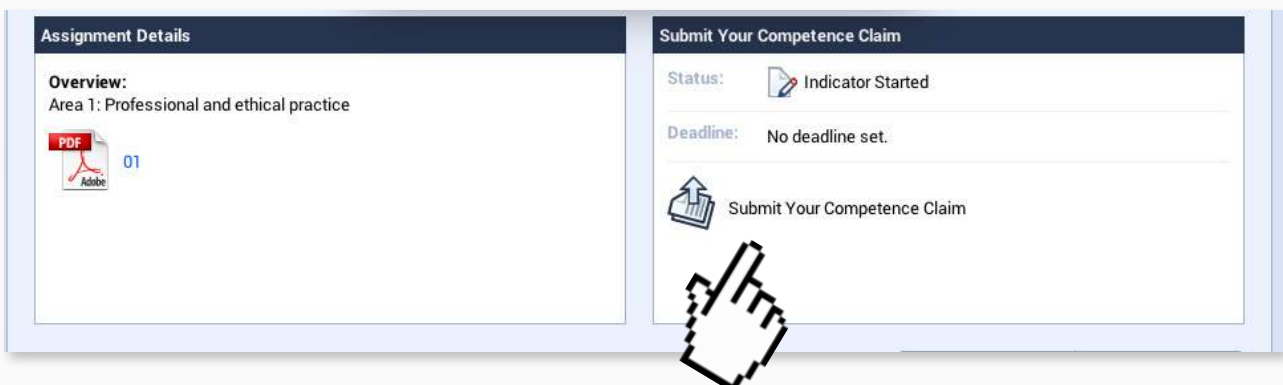 Assignment Details
Overview:
Area 1: Professional and ethical practice
PDF
Adobe
01
Submit Your Competence Claim
Status: Indicator Started
Deadline: No deadline set.
Submit Your Competence Claim